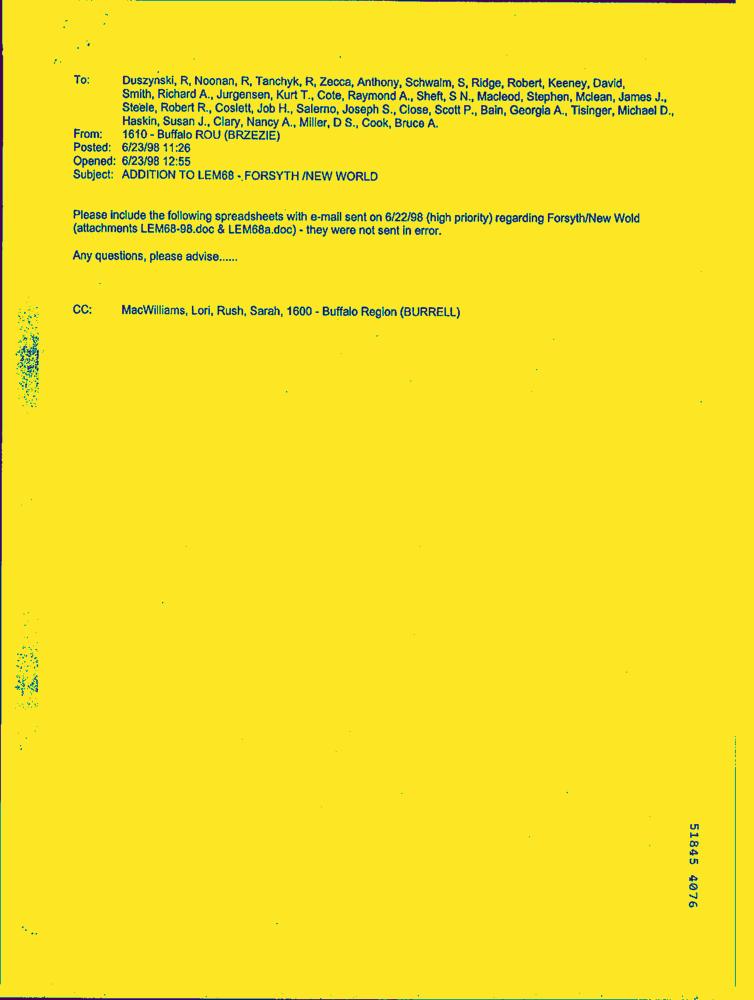 To: Duszynski, R, Noonan, R, Tanchyk, R, Zecca, Anthony, Schwalm, S, Ridge, Robert, Keeney, David,
Smith, Richard A., Jurgensen, Kurt T., Cote, Raymond A., Sheft, S N., Macleod, Stephen, Mclean, James J.,
Steele, Robert R., Coslett, Job H., Salerno, Joseph S., Close, Scott P., Bain, Georgia A., Tisinger, Michael D.,
Haskin, Susan J., Clary, Nancy A., Miller, D S., Cook, Bruce A.
From: 1610 - Buffalo ROU (BRZEZIE)
Posted: 6/23/98 11:26
Opened: 6/23/98 12:55
Subject: ADDITION TO LEM68 - FORSYTH /NEW WORLD
Please include the following spreadsheets with e-mail sent on 6/22/98 (high priority) regarding Forsyth/New Wold
(attachments LEM68-98.doc & LEM68a.doc) - they were not sent in error.
Any questions, please advise......
CC: MacWilliams, Lori, Rush, Sarah, 1600 - Buffalo Region (BURRELL)
51845 4076